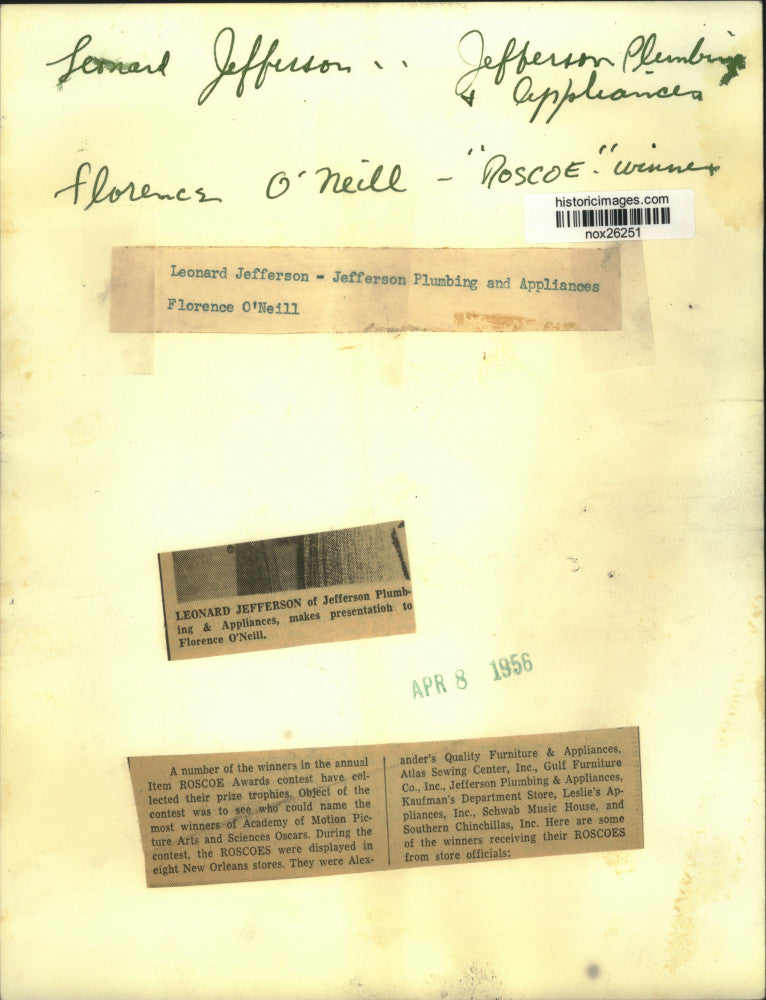 Leonard Jefferson .. Jefferson Plumbing
& Appliances
Florence O'Neill - "ROSCOE" winner
historicimages.com
nox26251
Leonard Jefferson - Jefferson Plumbing and Appliances
Florence O'Neill
LEONARD JEFFERSON of Jefferson Plumb-
ing & Appliances, makes presentation to
Florence O'Neill.
APR 8 1956
A number of the winners in the annual
Item ROSCOE Awards contest have col-
lected their prize trophies. Object of the
contest was to see who could name the
most winners of Academy of Motion Pic-
ture Arts and Sciences Oscars. During the
contest, the ROSCOES were displayed in
eight New Orleans stores. They were Alex-
ander's Quality Furniture & Appliances,
Atlas Sewing Center, Inc., Gulf Furniture
Co., Inc., Jefferson Plumbing & Appliances,
Kaufman's Department Store, Leslie's Ap-
pliances, Inc., Schwab Music House, and
Southern Chinchillas, Inc. Here are some
of the winners receiving their ROSCOES
from store officials: